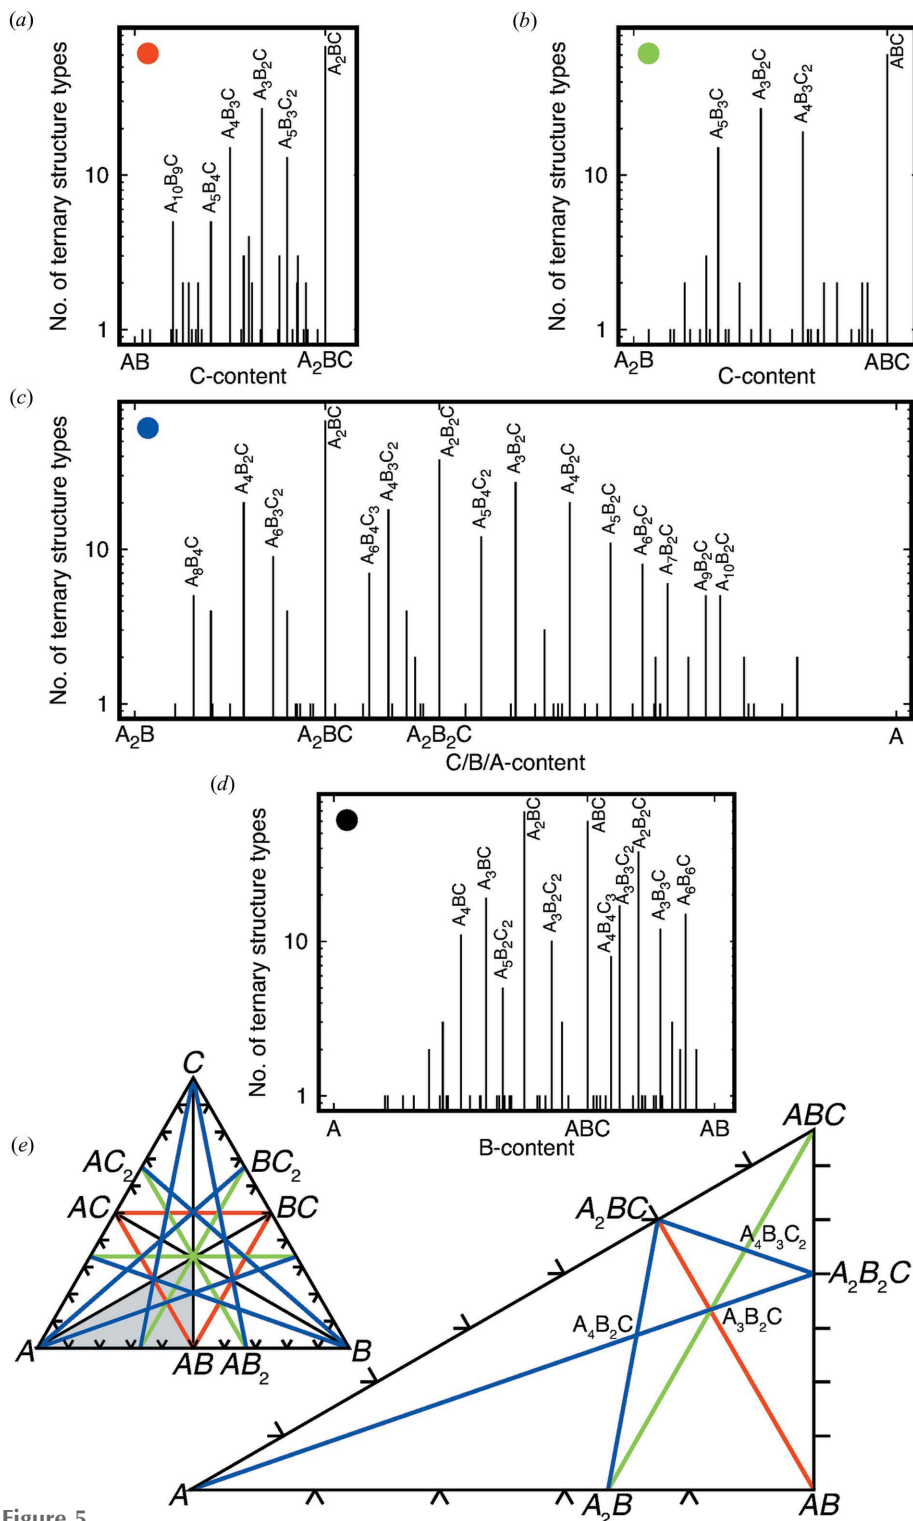 (a)
No. of ternary structure types
10
1
A₁₀B₉C
A₅B₄C
A₄B₃C
A₃B₂C
A₅B₃C₂
A₂BC
AB
A₂BC
C-content
(b)
No. of ternary structure types
10
1
A₅B₃C
A₃B₂C
A₄B₃C₂
ABC
A₂B
ABC
C-content
(c)
No. of ternary structure types
10
1
A₈B₄C
A₄B₂C
A₆B₃C₂
A₂BC
A₆B₄C₃
A₄B₃C₂
A₂B₂C
A₅B₄C₂
A₃B₂C
A₄B₂C
A₅B₂C
A₆B₂C
A₇B₂C
A₉B₂C
A₁₀B₂C
A₂B
A₂BC
A₂B₂C
A
C/B/A-content
(d)
No. of ternary structure types
10
1
A₄BC
A₃BC
A₅B₂C₂
A₂BC
A₃B₂C₂
ABC
A₄B₄C₃
A₃B₃C₂
A₂B₂C
A₃B₃C
A₆B₆C
A
ABC
AB
B-content
(e)
C
AC₂
BC₂
AC
BC
A
AB
AB₂
B
ABC
A₂BC
A₄B₃C₂
A₂B₂C
A₄B₂C
A₃B₂C
A
A₂B
AB
Figure 5